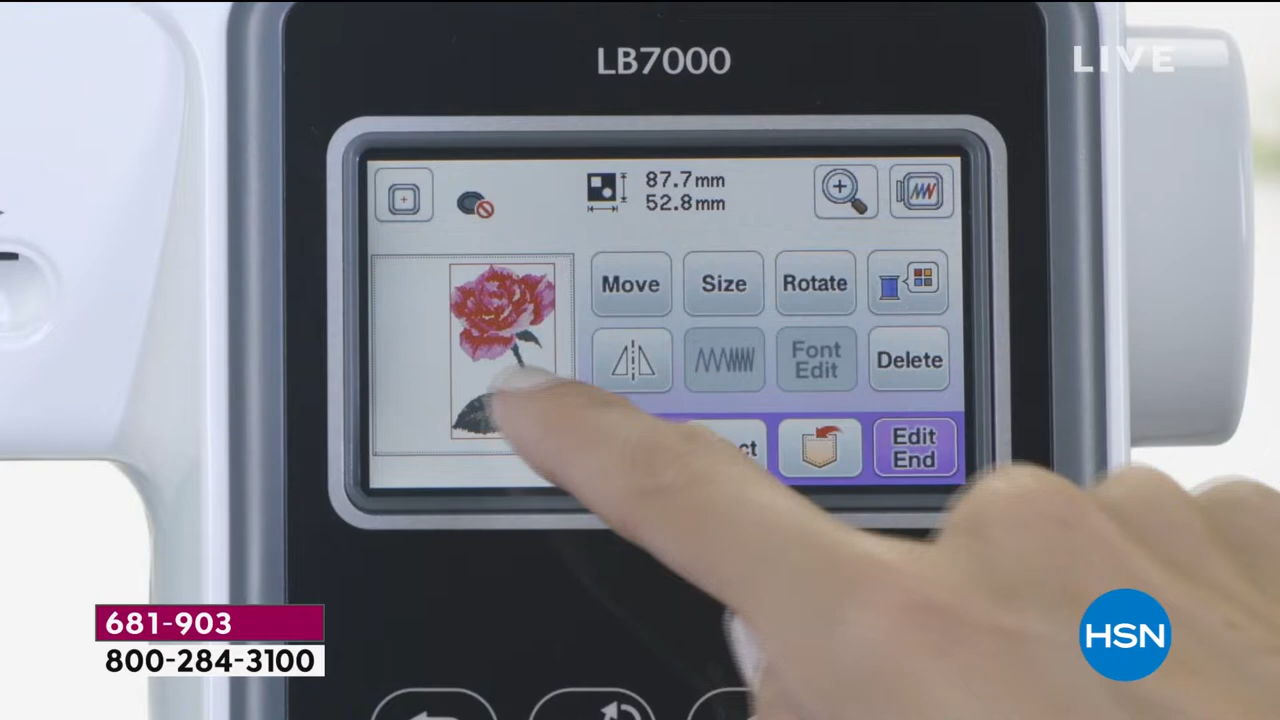 LB7000
LIVE
87.7mm
52.8mm
Move
Size
Rotate
Font
Edit
Delete
Edit
End
681-903
800-284-3100
HSN